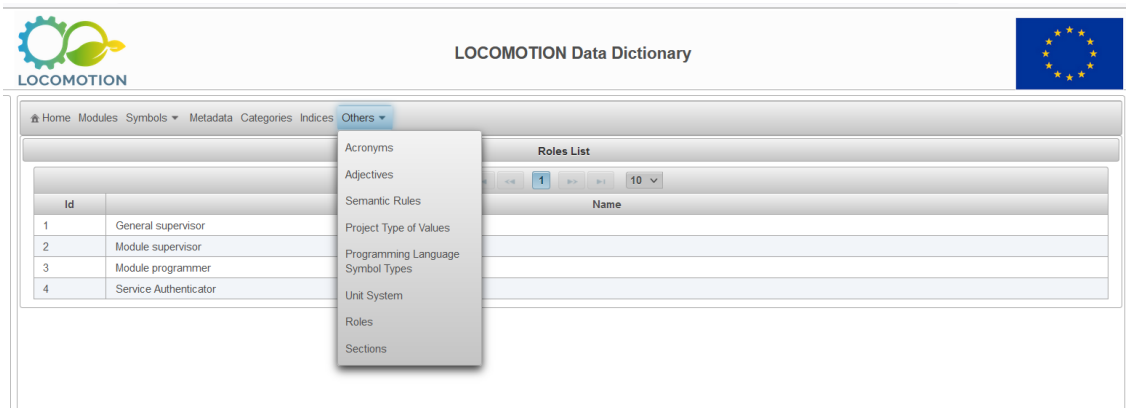 LOCOMOTION
LOCOMOTION Data Dictionary
Home Modules Symbols Metadata Categories Indices Others
Acronyms
Adjectives
Semantic Rules
Project Type of Values
Programming Language
Symbol Types
Unit System
Roles
Sections
Roles List
1 10
Id Name
1 General supervisor
2 Module supervisor
3 Module programmer
4 Service Authenticator